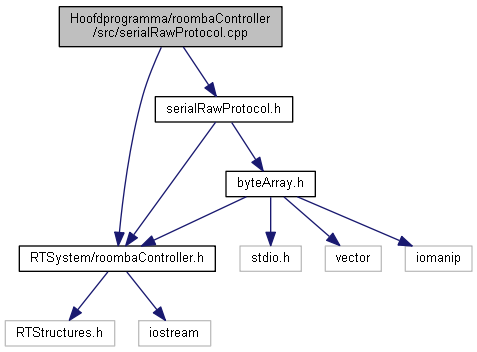 Hoofdprogramma/roombaController
/src/serialRawProtocol.cpp
serialRawProtocol.h
byteArray.h
RTSystem/roombaController.h
stdio.h
vector
iomanip
RTStructures.h
iostream